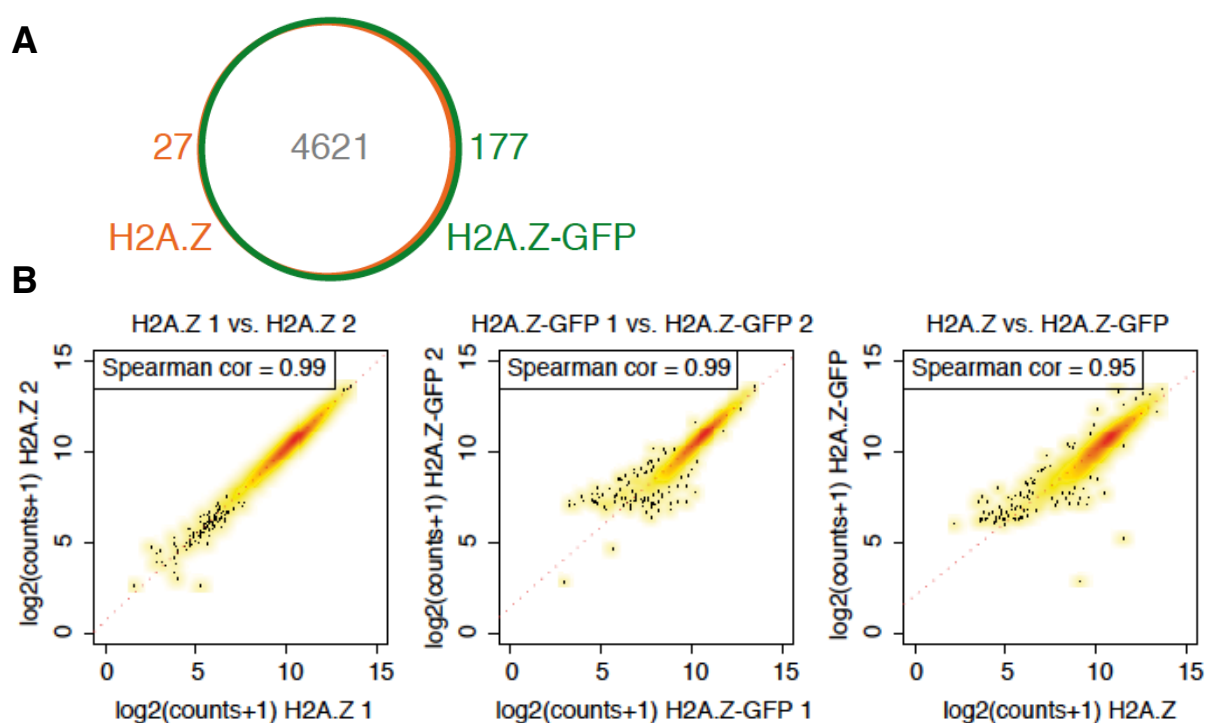 A
27
4621
177
H2A.Z
H2A.Z-GFP
B
H2A.Z 1 vs. H2A.Z 2
Spearman cor = 0.99
log2(counts+1) H2A.Z 2
15
10
5
0
0 5 10 15
log2(counts+1) H2A.Z 1
H2A.Z-GFP 1 vs. H2A.Z-GFP 2
Spearman cor = 0.99
log2(counts+1) H2A.Z-GFP 2
15
10
5
0
0 5 10 15
log2(counts+1) H2A.Z-GFP 1
H2A.Z vs. H2A.Z-GFP
Spearman cor = 0.95
log2(counts+1) H2A.Z-GFP
15
10
5
0
0 5 10 15
log2(counts+1) H2A.Z